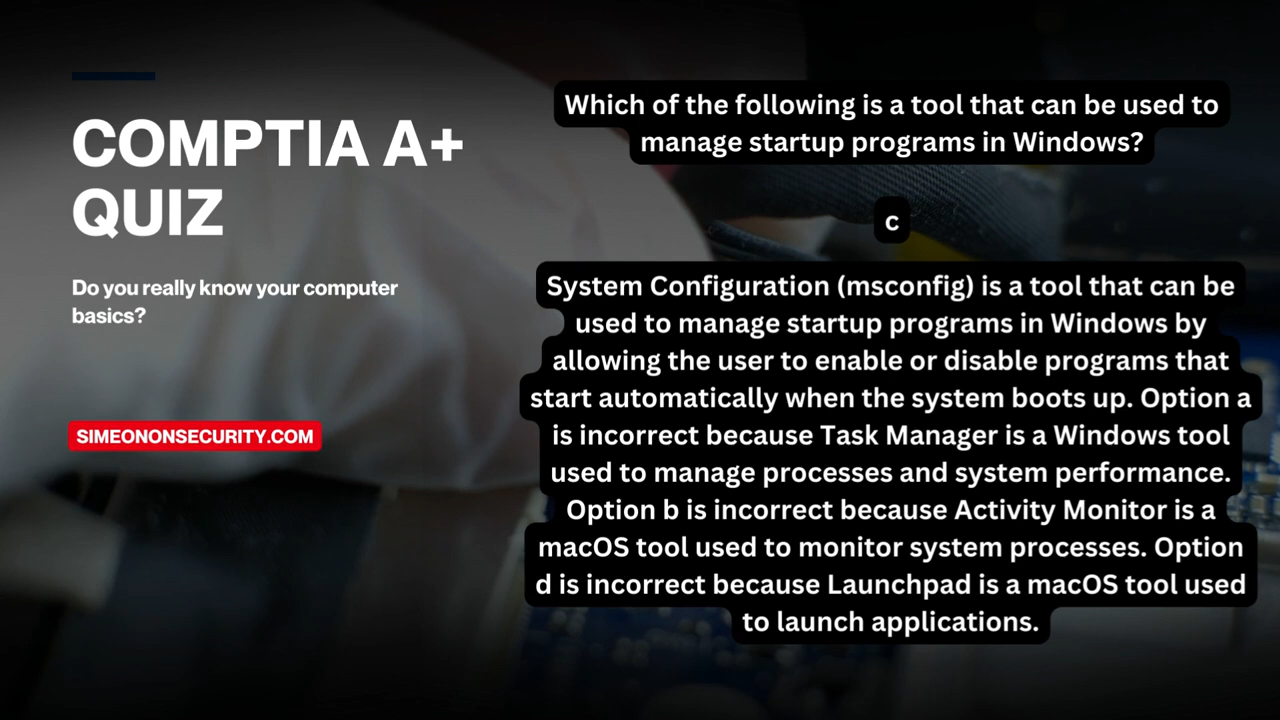 COMPTIA A+
QUIZ
Do you really know your computer
basics?
SIMEONONSECURITY.COM
Which of the following is a tool that can be used to
manage startup programs in Windows?
c
System Configuration (msconfig) is a tool that can be
used to manage startup programs in Windows by
allowing the user to enable or disable programs that
start automatically when the system boots up. Option a
is incorrect because Task Manager is a Windows tool
used to manage processes and system performance.
Option b is incorrect because Activity Monitor is a
macOS tool used to monitor system processes. Option
d is incorrect because Launchpad is a macOS tool used
to launch applications.